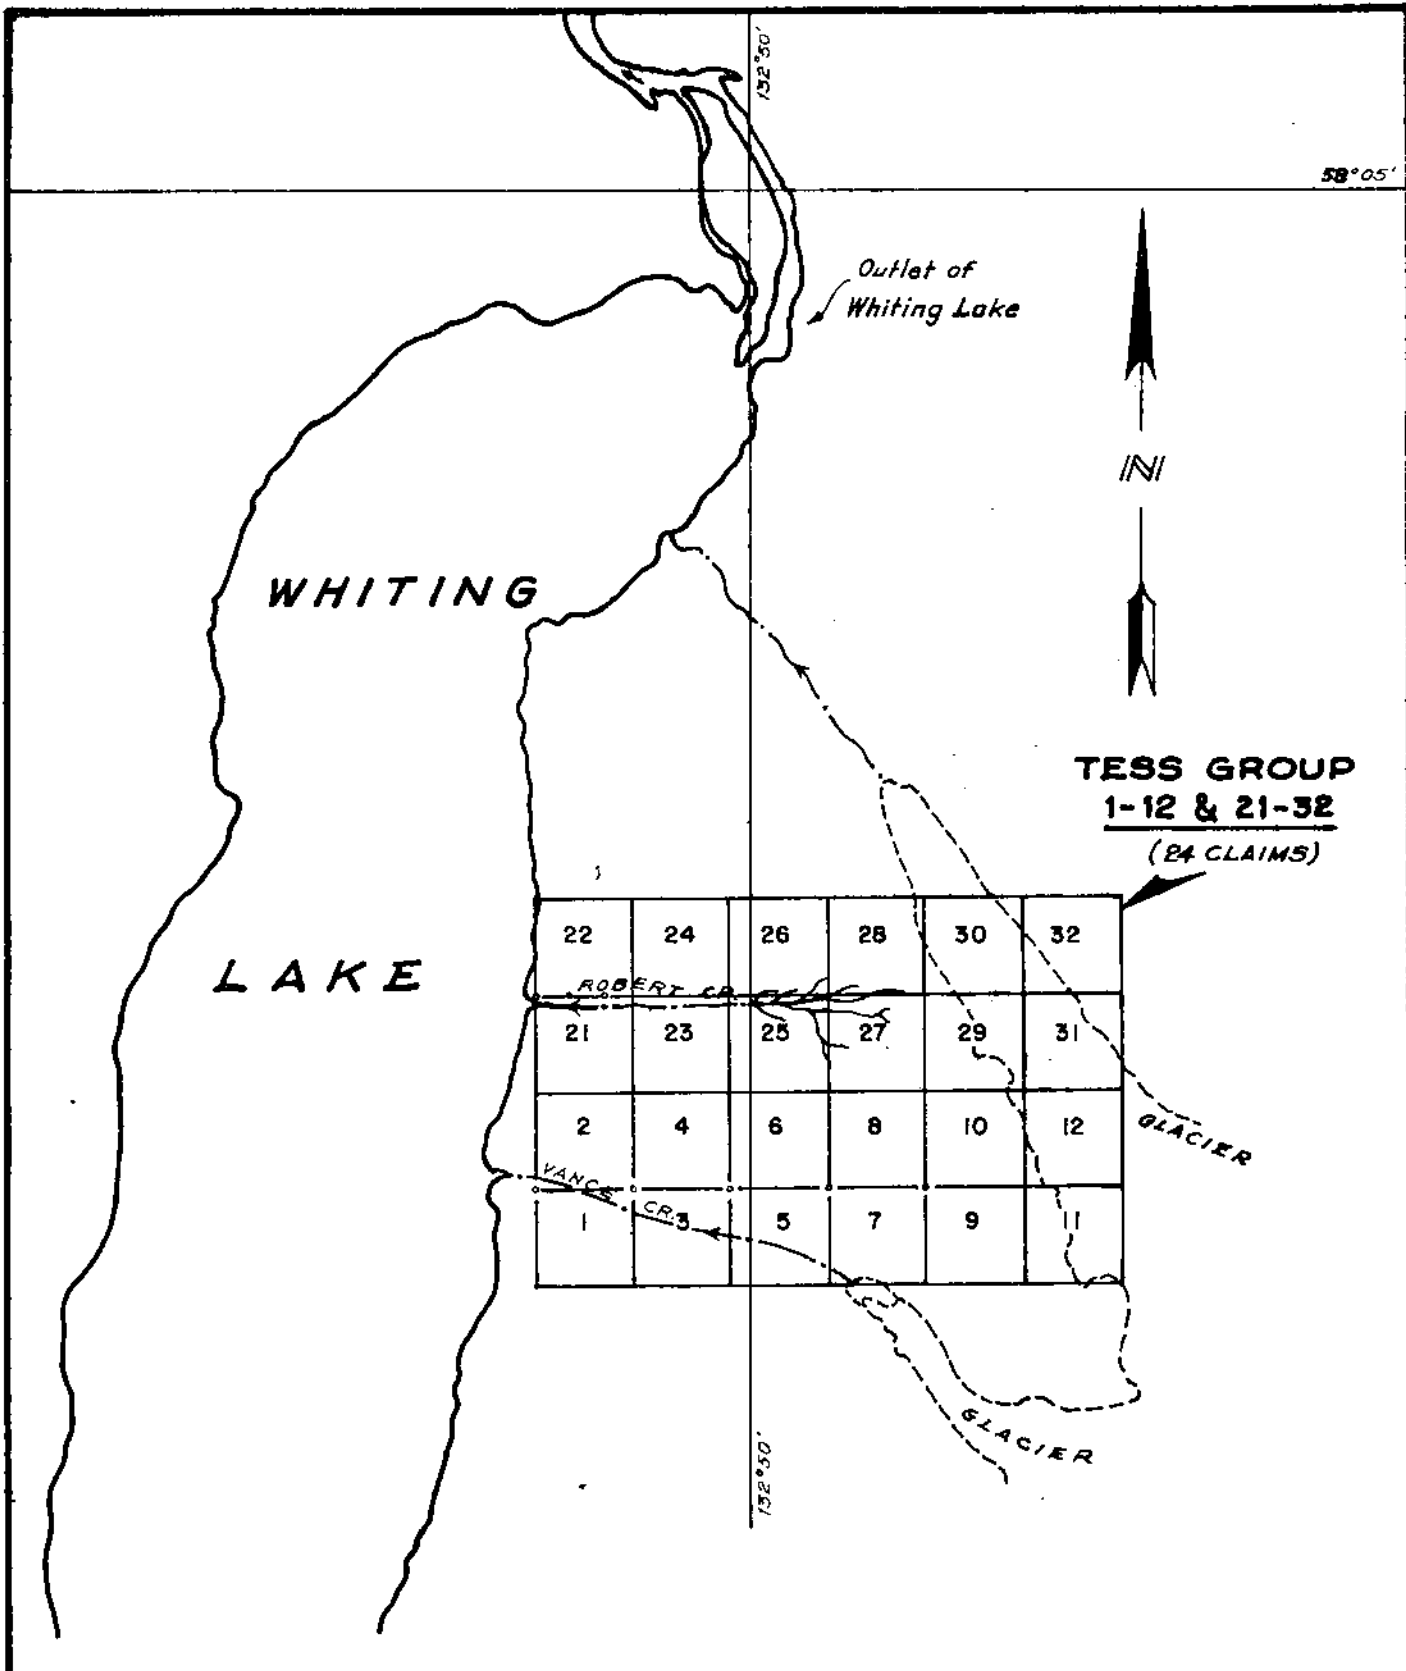 132°50'
58°05'
Outlet of
Whiting Lake
N
WHITING
TESS GROUP
1-12 & 21-32
(24 CLAIMS)
22 24 26 28 30 32
LAKE
ROBERT CR.
21 23 25 27 29 31
2 4 6 8 10 12
GLACIER
VANCE CR.
1 3 5 7 9 11
GLACIER
132°50'